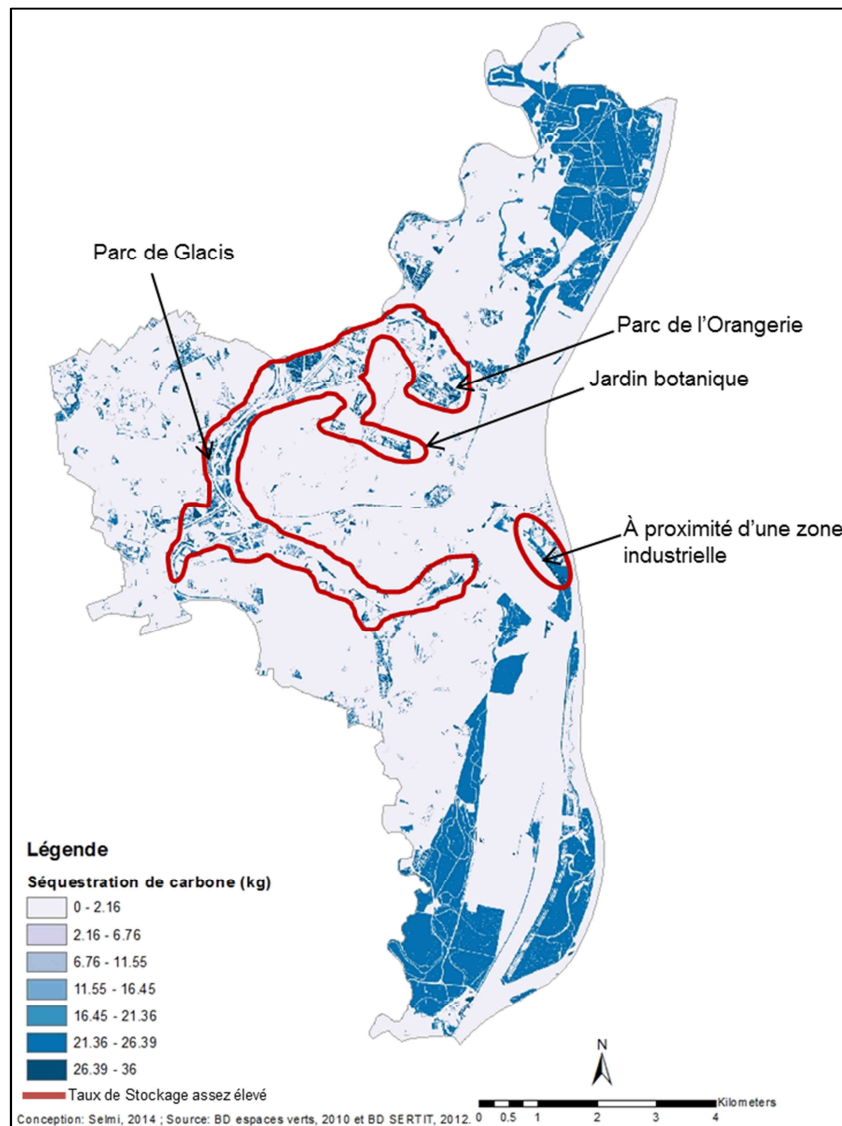 Parc de Glacis
Parc de l'Orangerie
Jardin botanique
À proximité d'une zone
industrielle
Légende
Séquestration de carbone (kg)
0 - 2.16
2.16 - 6.76
6.76 - 11.55
11.55 - 16.45
16.45 - 21.36
21.36 - 26.39
26.39 - 36
Taux de Stockage assez élevé
N
Kilometers
0 0.5 1 2 3 4
Conception: Selmi, 2014 ; Source: BD espaces verts, 2010 et BD SERTIT, 2012.